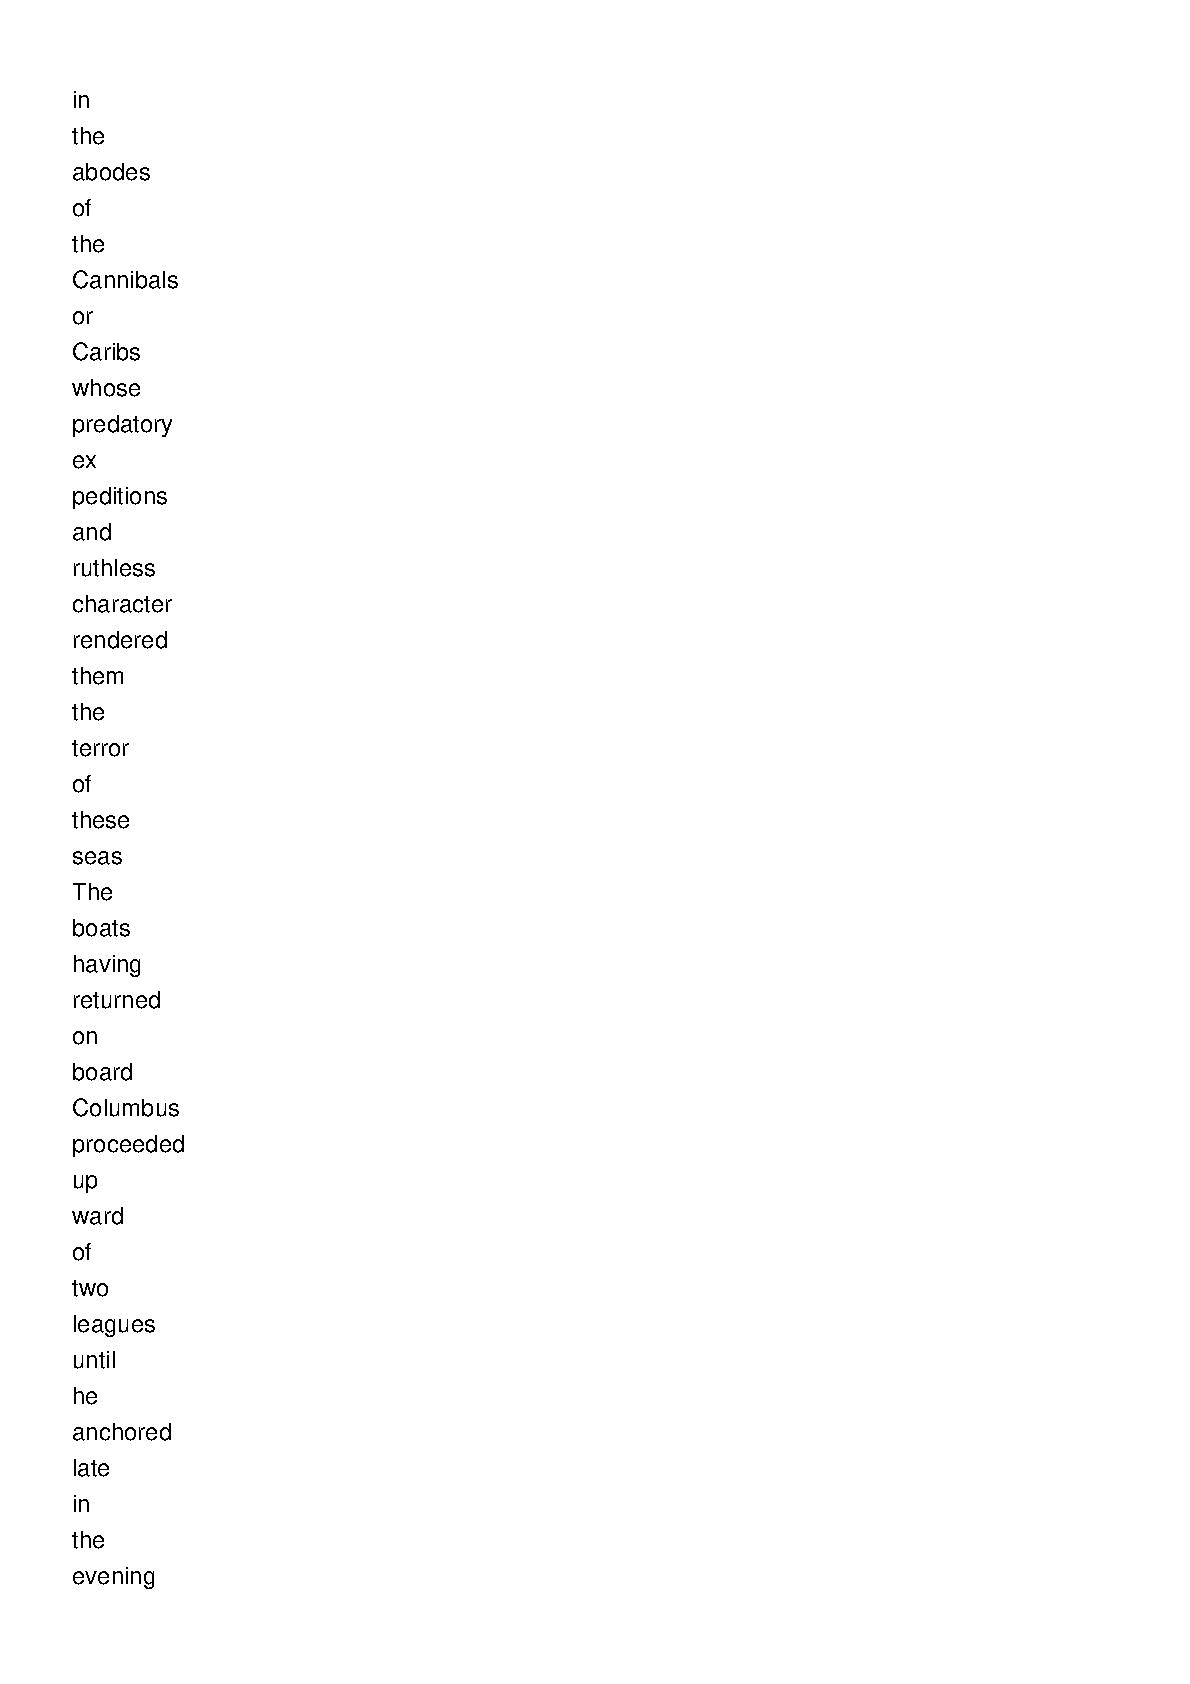 in
the
abodes
of
the
Cannibals
or
Caribs
whose
predatory
ex
peditions
and
ruthless
character
rendered
them
the
terror
of
these
seas
The
boats
having
returned
on
board
Columbus
proceeded
up
ward
of
two
leagues
until
he
anchored
late
in
the
evening